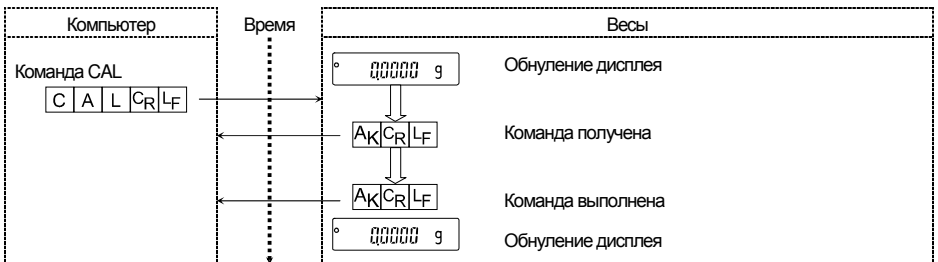 Компьютер Время Весы
0.0000 g Обнуление дисплея
Команда CAL
C A L CR LF
AK CR LF Команда получена
AK CR LF Команда выполнена
0.0000 g Обнуление дисплея